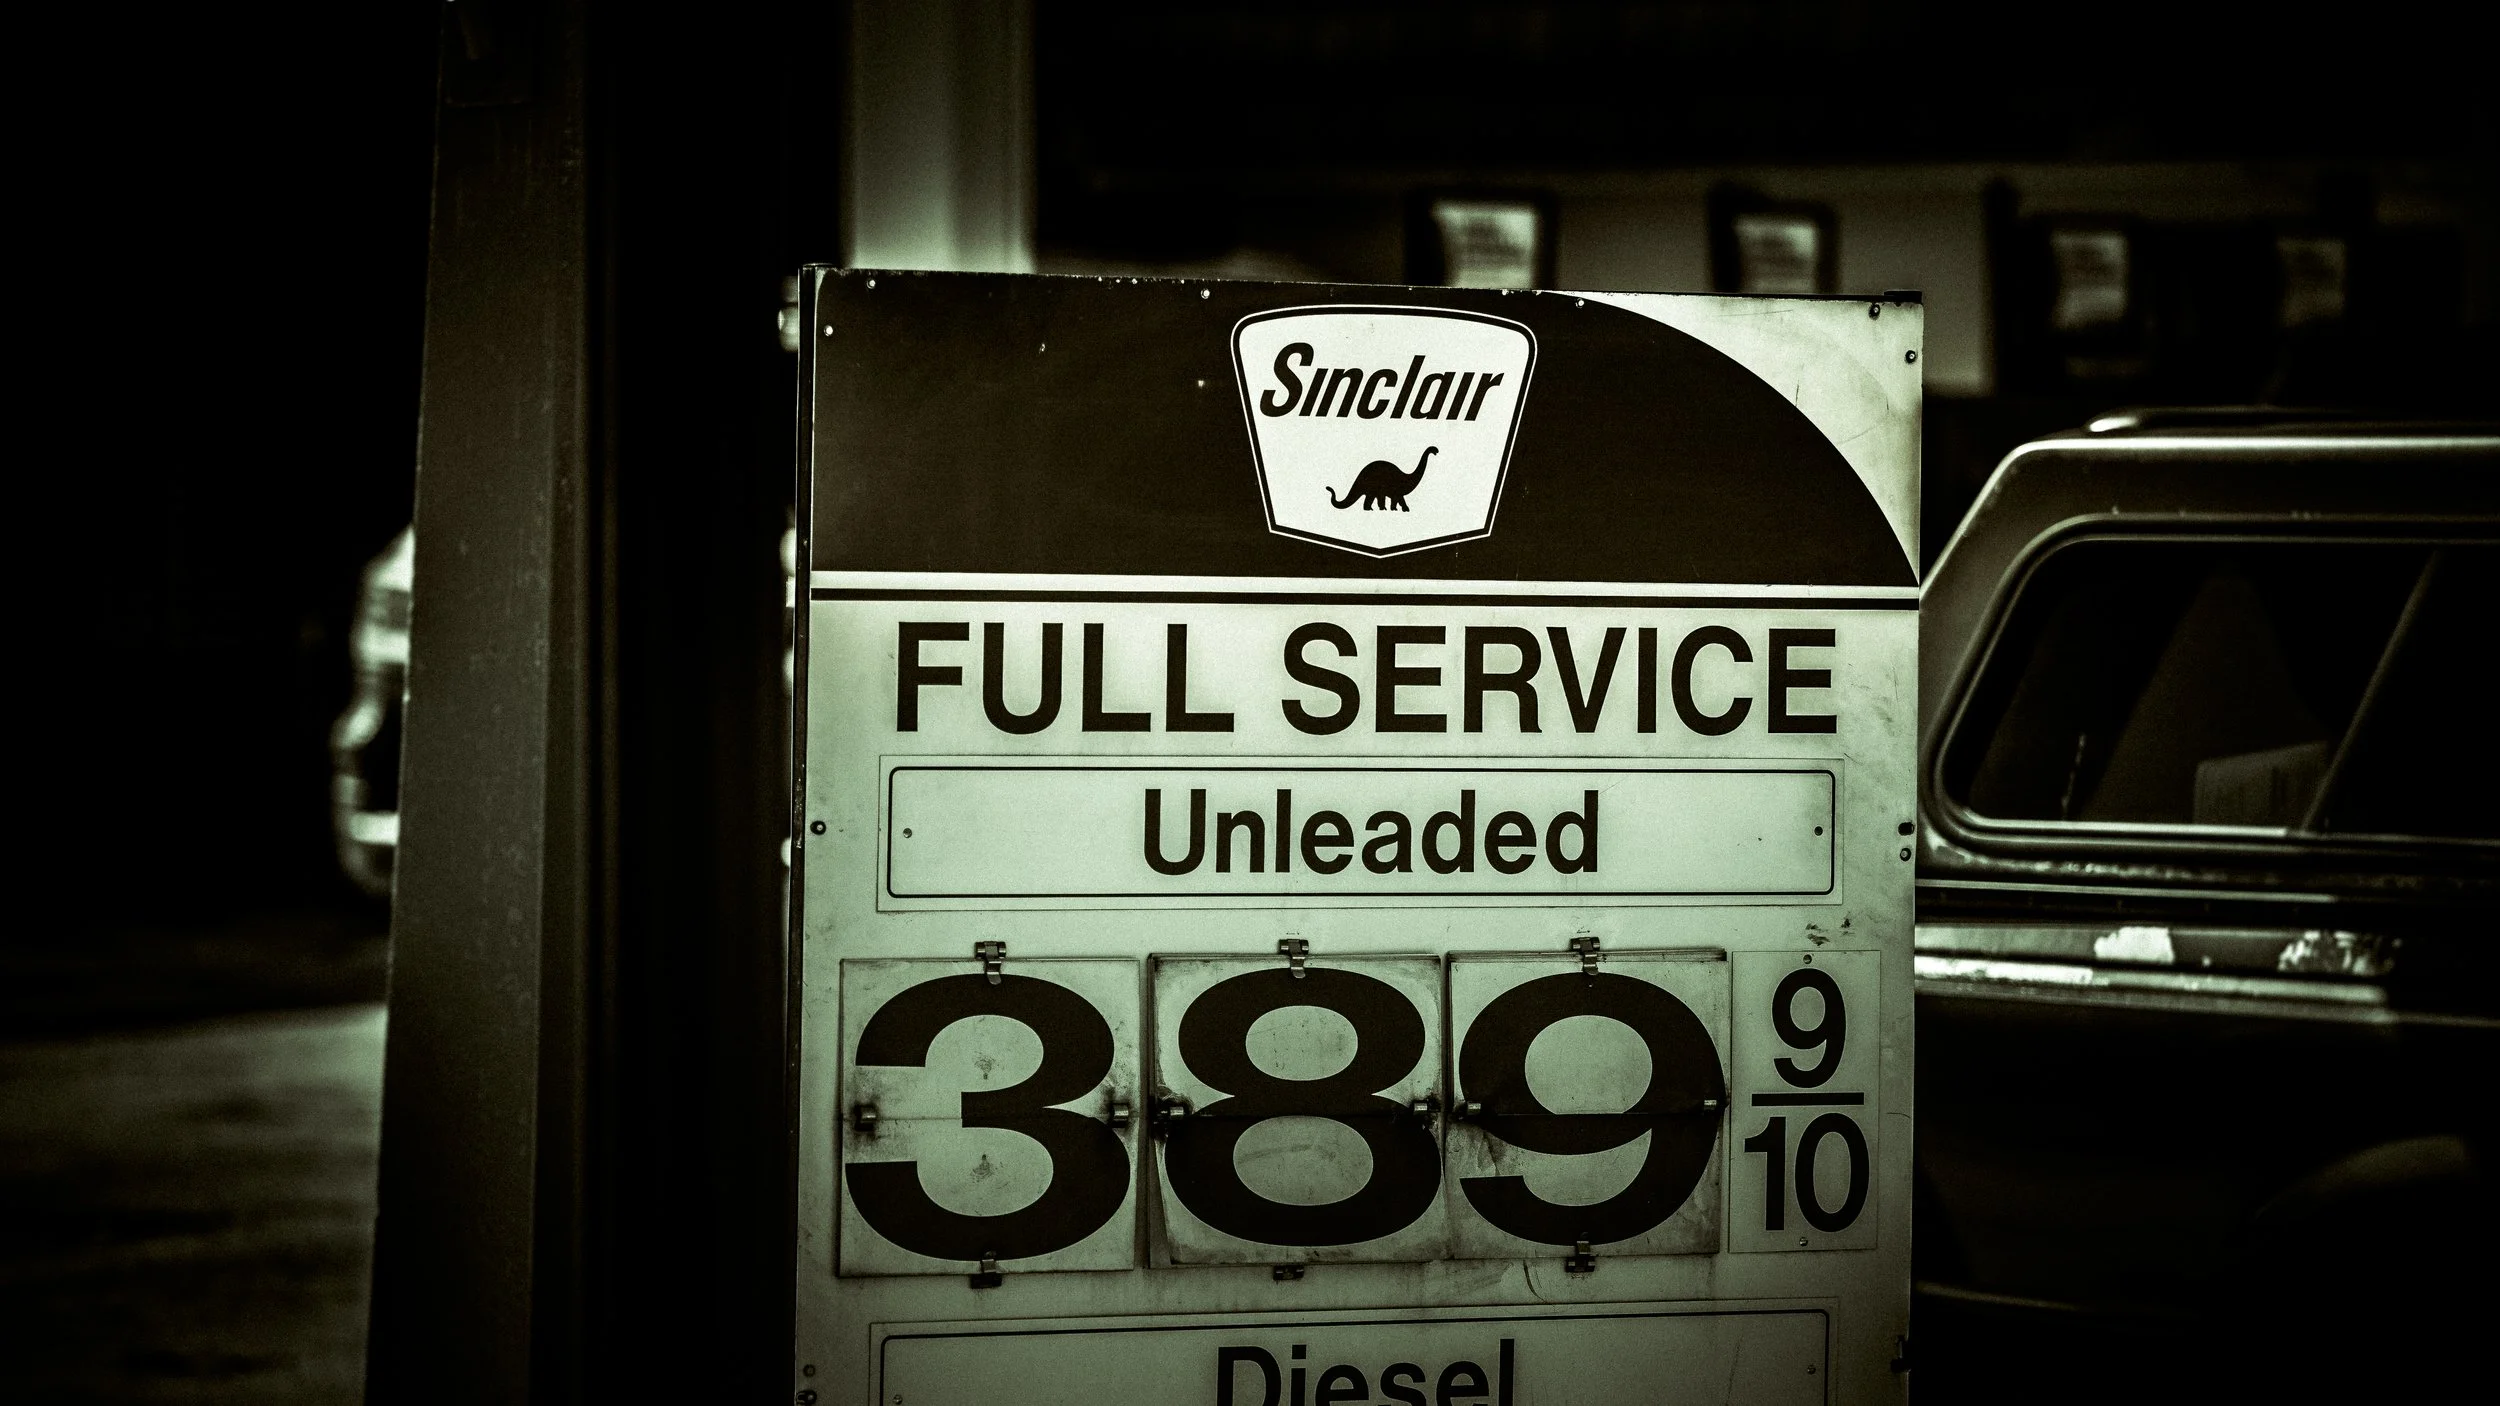 Sinclair
FULL SERVICE
Unleaded
389 9/10
Diesel